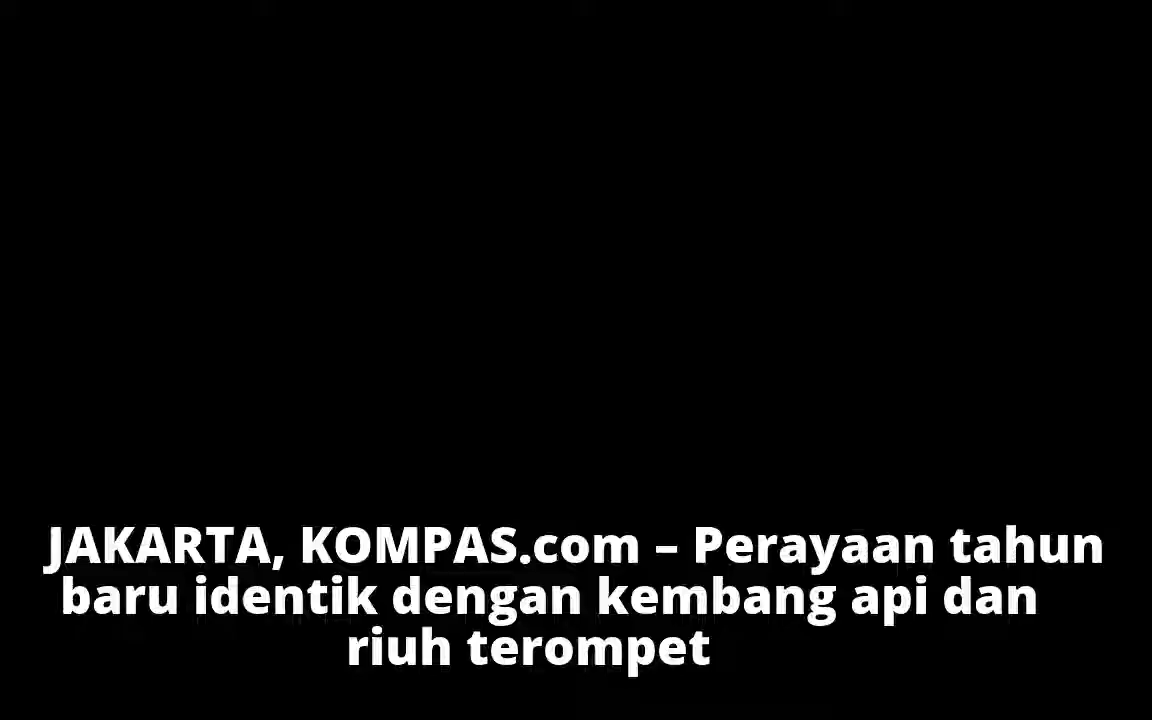 JAKARTA, KOMPAS.com – Perayaan tahun
baru identik dengan kembang api dan
riuh terompet